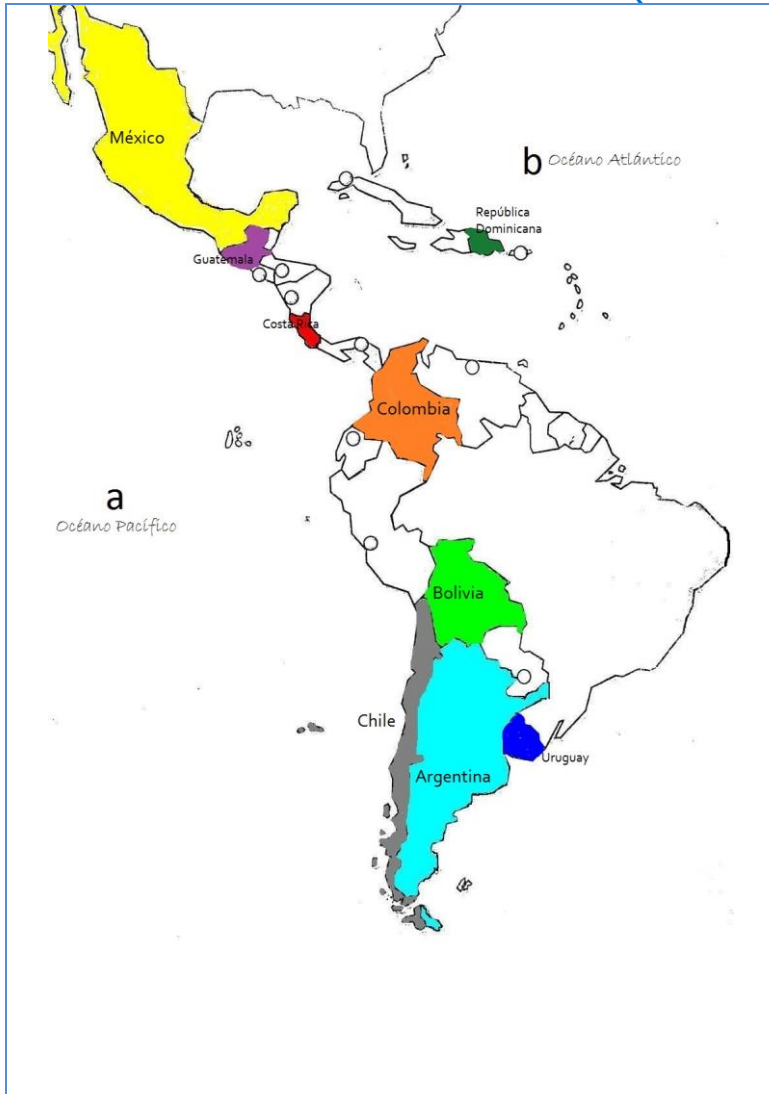 México
b Océano Atlántico
República
Dominicana
Guatemala
Costa Rica
Colombia
a
Océano Pacífico
Bolivia
Chile
Uruguay
Argentina